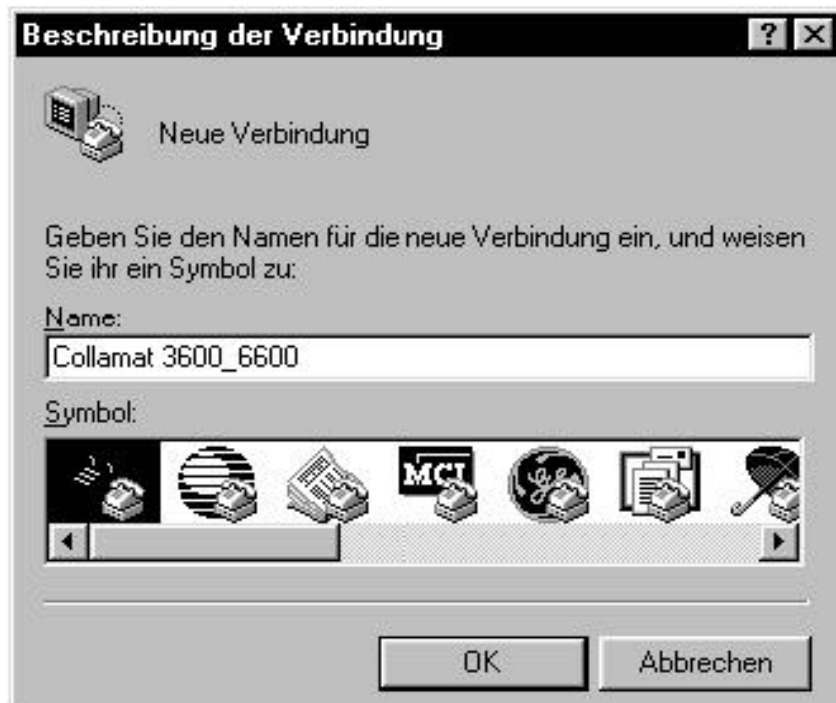 Beschreibung der Verbindung
Neue Verbindung
Geben Sie den Namen für die neue Verbindung ein, und weisen
Sie ihr ein Symbol zu:
Name:
Collamat 3600_6600
Symbol:
MCI
OK
Abbrechen